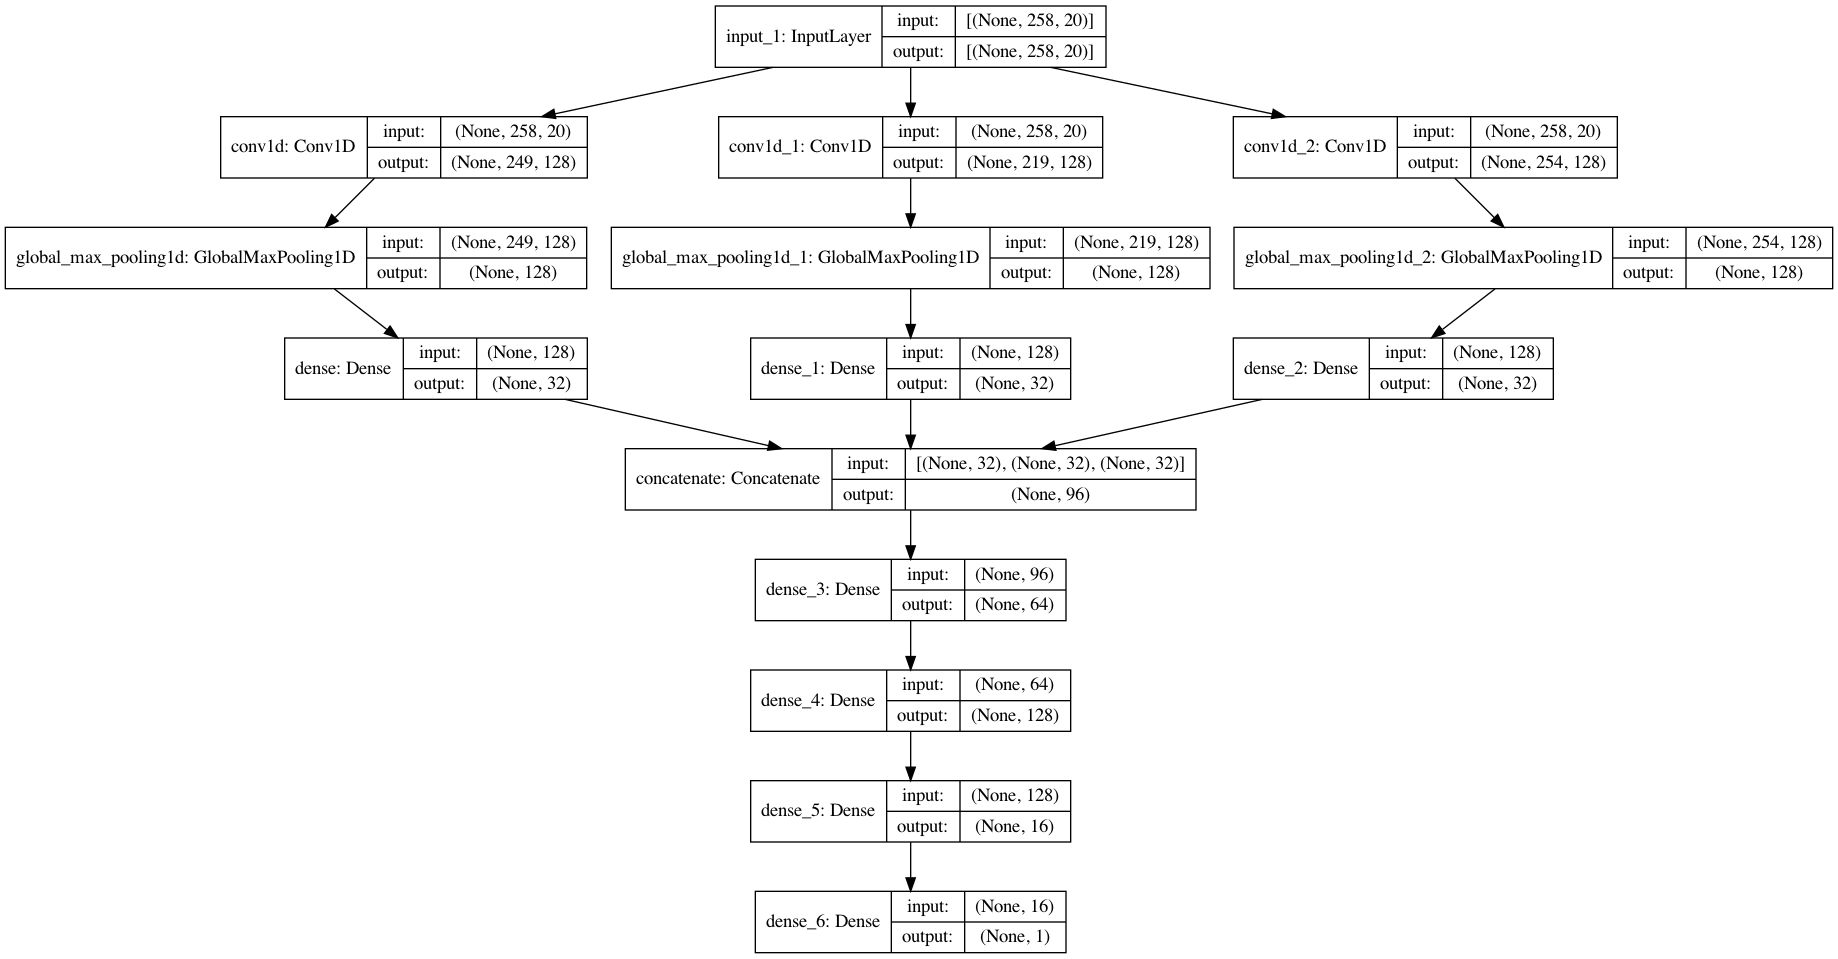 input_1: InputLayer
input: [(None, 258, 20)]
output: [(None, 258, 20)]
conv1d: Conv1D
input: (None, 258, 20)
output: (None, 249, 128)
conv1d_1: Conv1D
input: (None, 258, 20)
output: (None, 219, 128)
conv1d_2: Conv1D
input: (None, 258, 20)
output: (None, 254, 128)
global_max_pooling1d: GlobalMaxPooling1D
input: (None, 249, 128)
output: (None, 128)
global_max_pooling1d_1: GlobalMaxPooling1D
input: (None, 219, 128)
output: (None, 128)
global_max_pooling1d_2: GlobalMaxPooling1D
input: (None, 254, 128)
output: (None, 128)
dense: Dense
input: (None, 128)
output: (None, 32)
dense_1: Dense
input: (None, 128)
output: (None, 32)
dense_2: Dense
input: (None, 128)
output: (None, 32)
concatenate: Concatenate
input: [(None, 32), (None, 32), (None, 32)]
output: (None, 96)
dense_3: Dense
input: (None, 96)
output: (None, 64)
dense_4: Dense
input: (None, 64)
output: (None, 128)
dense_5: Dense
input: (None, 128)
output: (None, 16)
dense_6: Dense
input: (None, 16)
output: (None, 1)